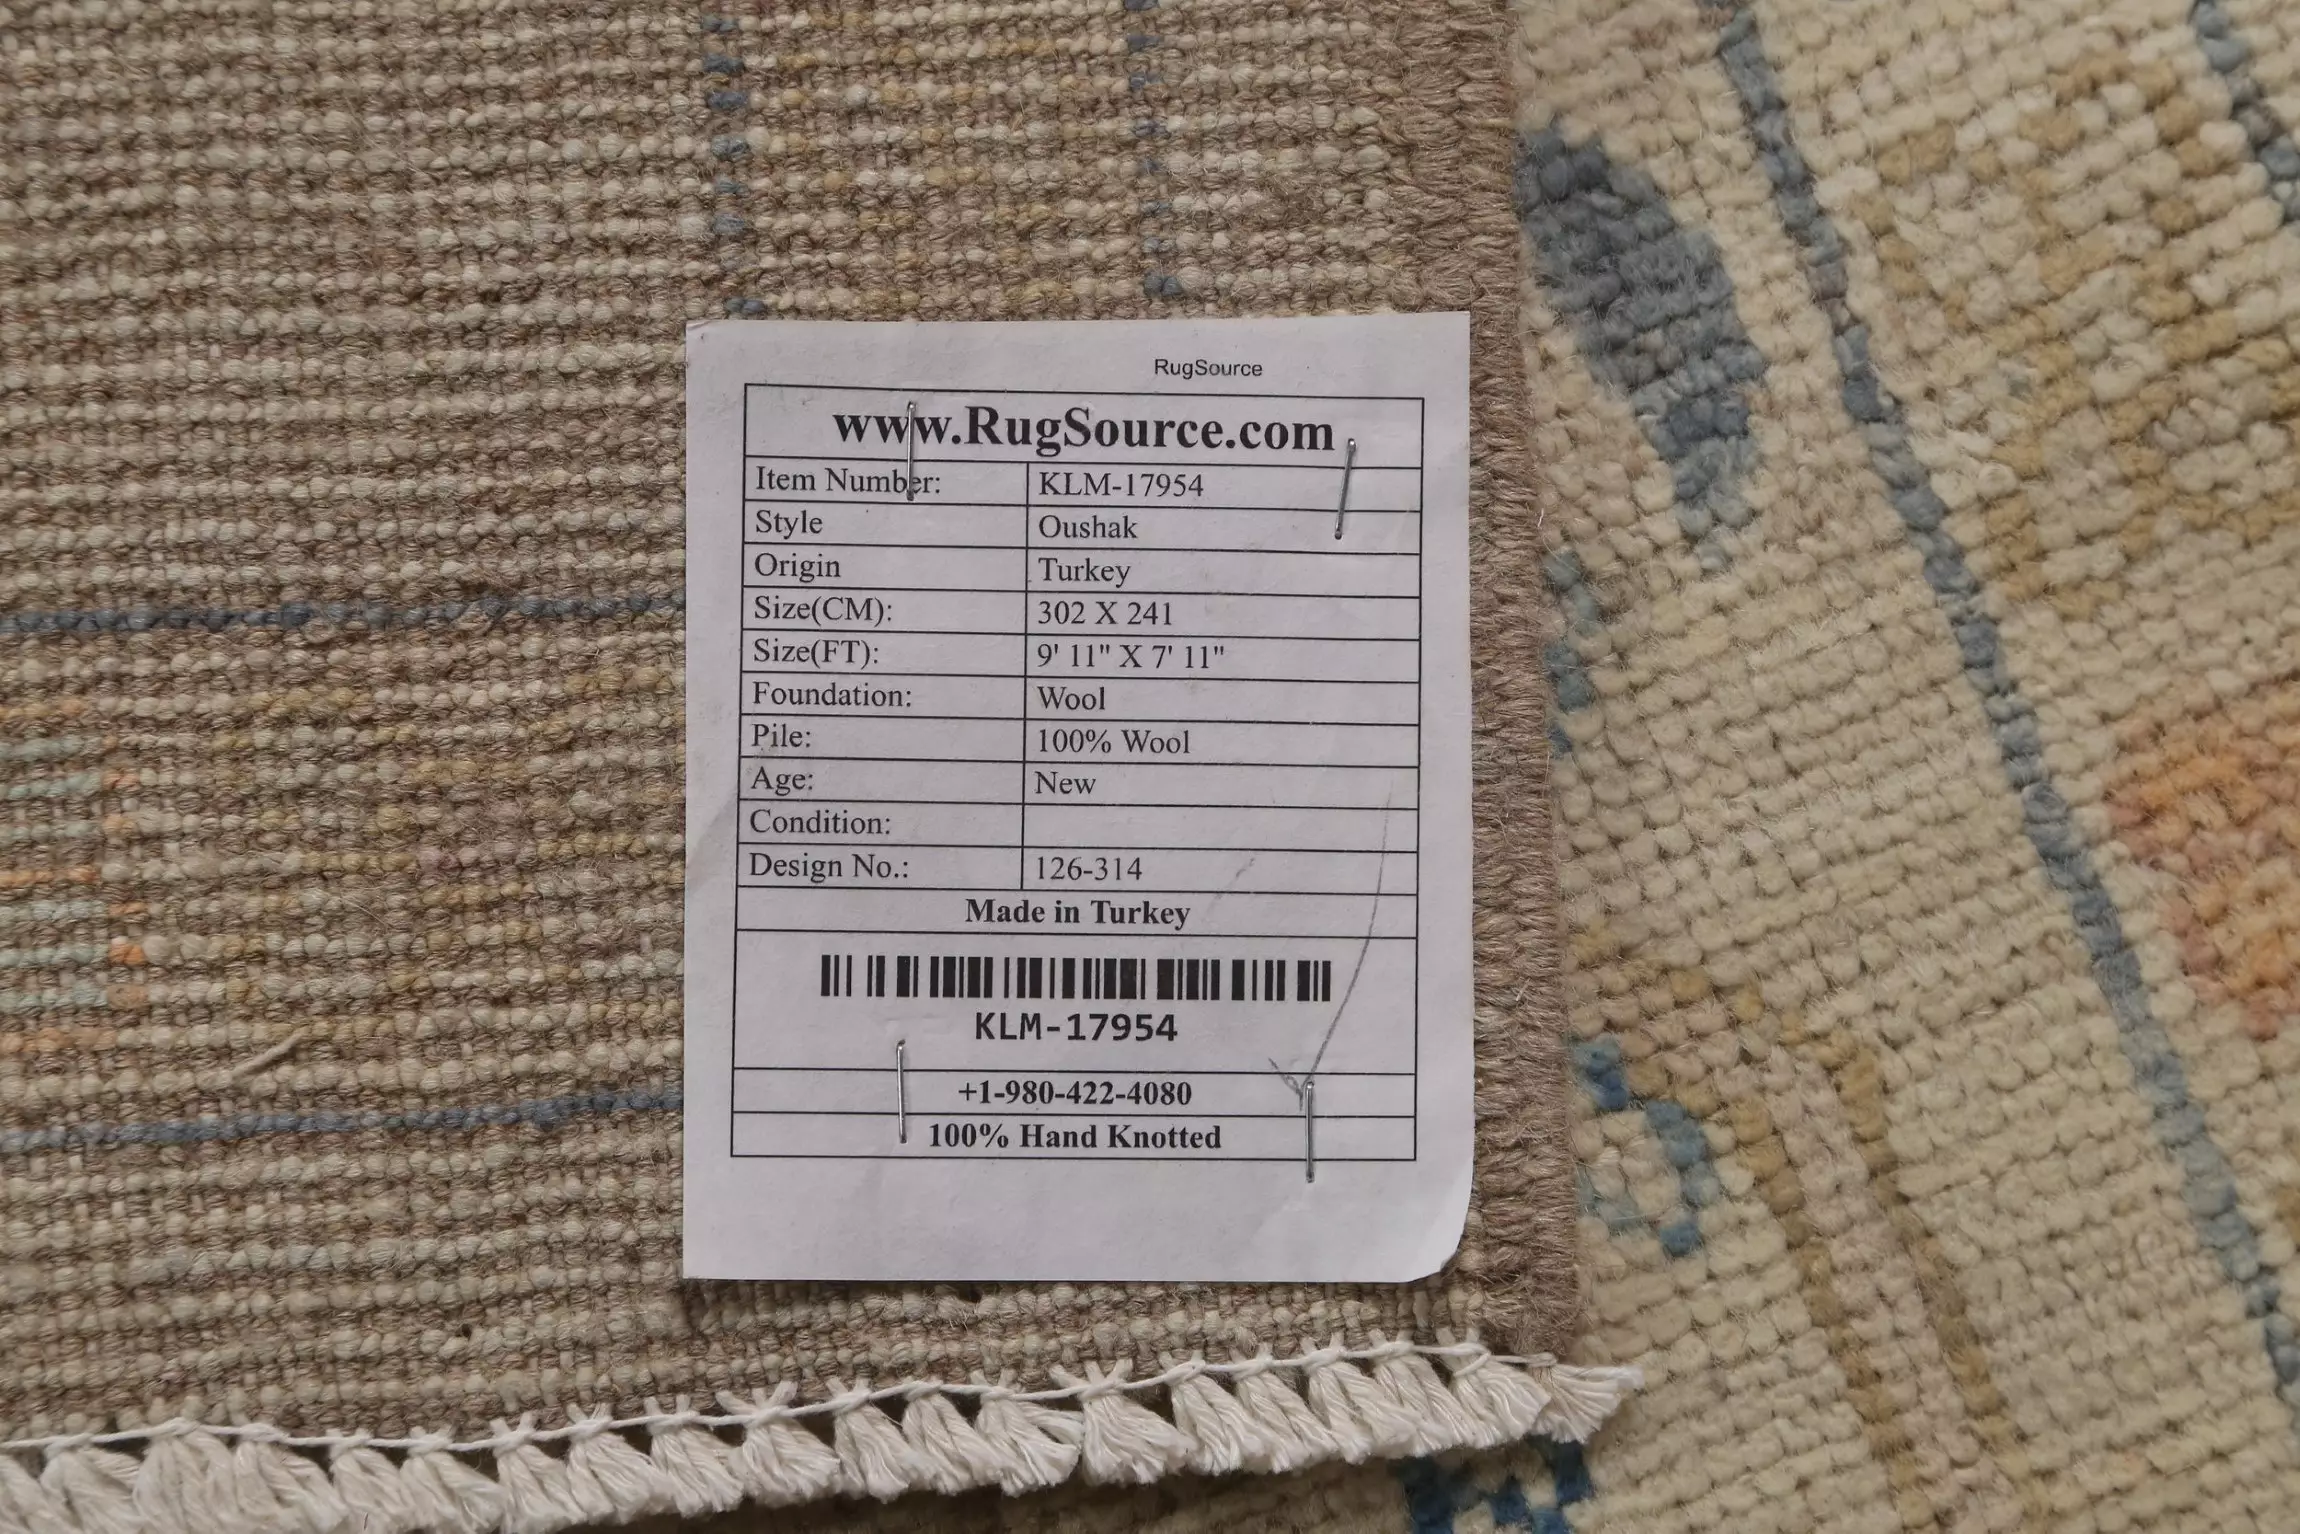 RugSource
www.RugSource.com
Item Number: KLM-17954
Style Oushak
Origin Turkey
Size(CM): 302 X 241
Size(FT): 9' 11" X 7' 11"
Foundation: Wool
Pile: 100% Wool
Age: New
Condition:
Design No.: 126-314
Made in Turkey
KLM-17954
+1-980-422-4080
100% Hand Knotted